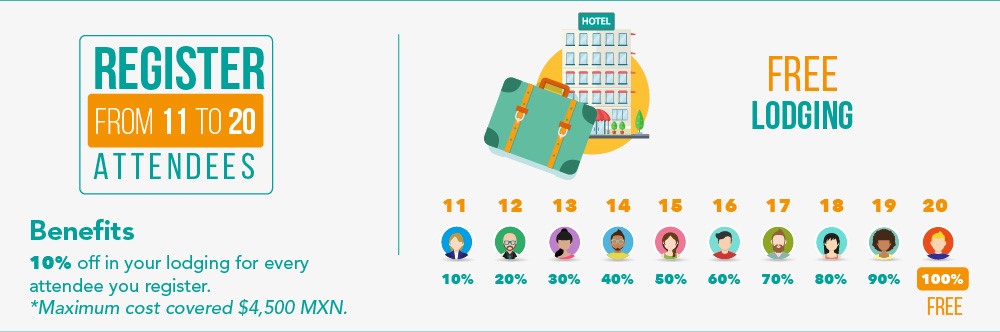 REGISTER
FROM 11 TO 20
ATTENDEES
Benefits
10% off in your lodging for every
attendee you register.
*Maximum cost covered $4,500 MXN.
HOTEL
FREE
LODGING
11 12 13 14 15 16 17 18 19 20
10% 20% 30% 40% 50% 60% 70% 80% 90% 100%
FREE